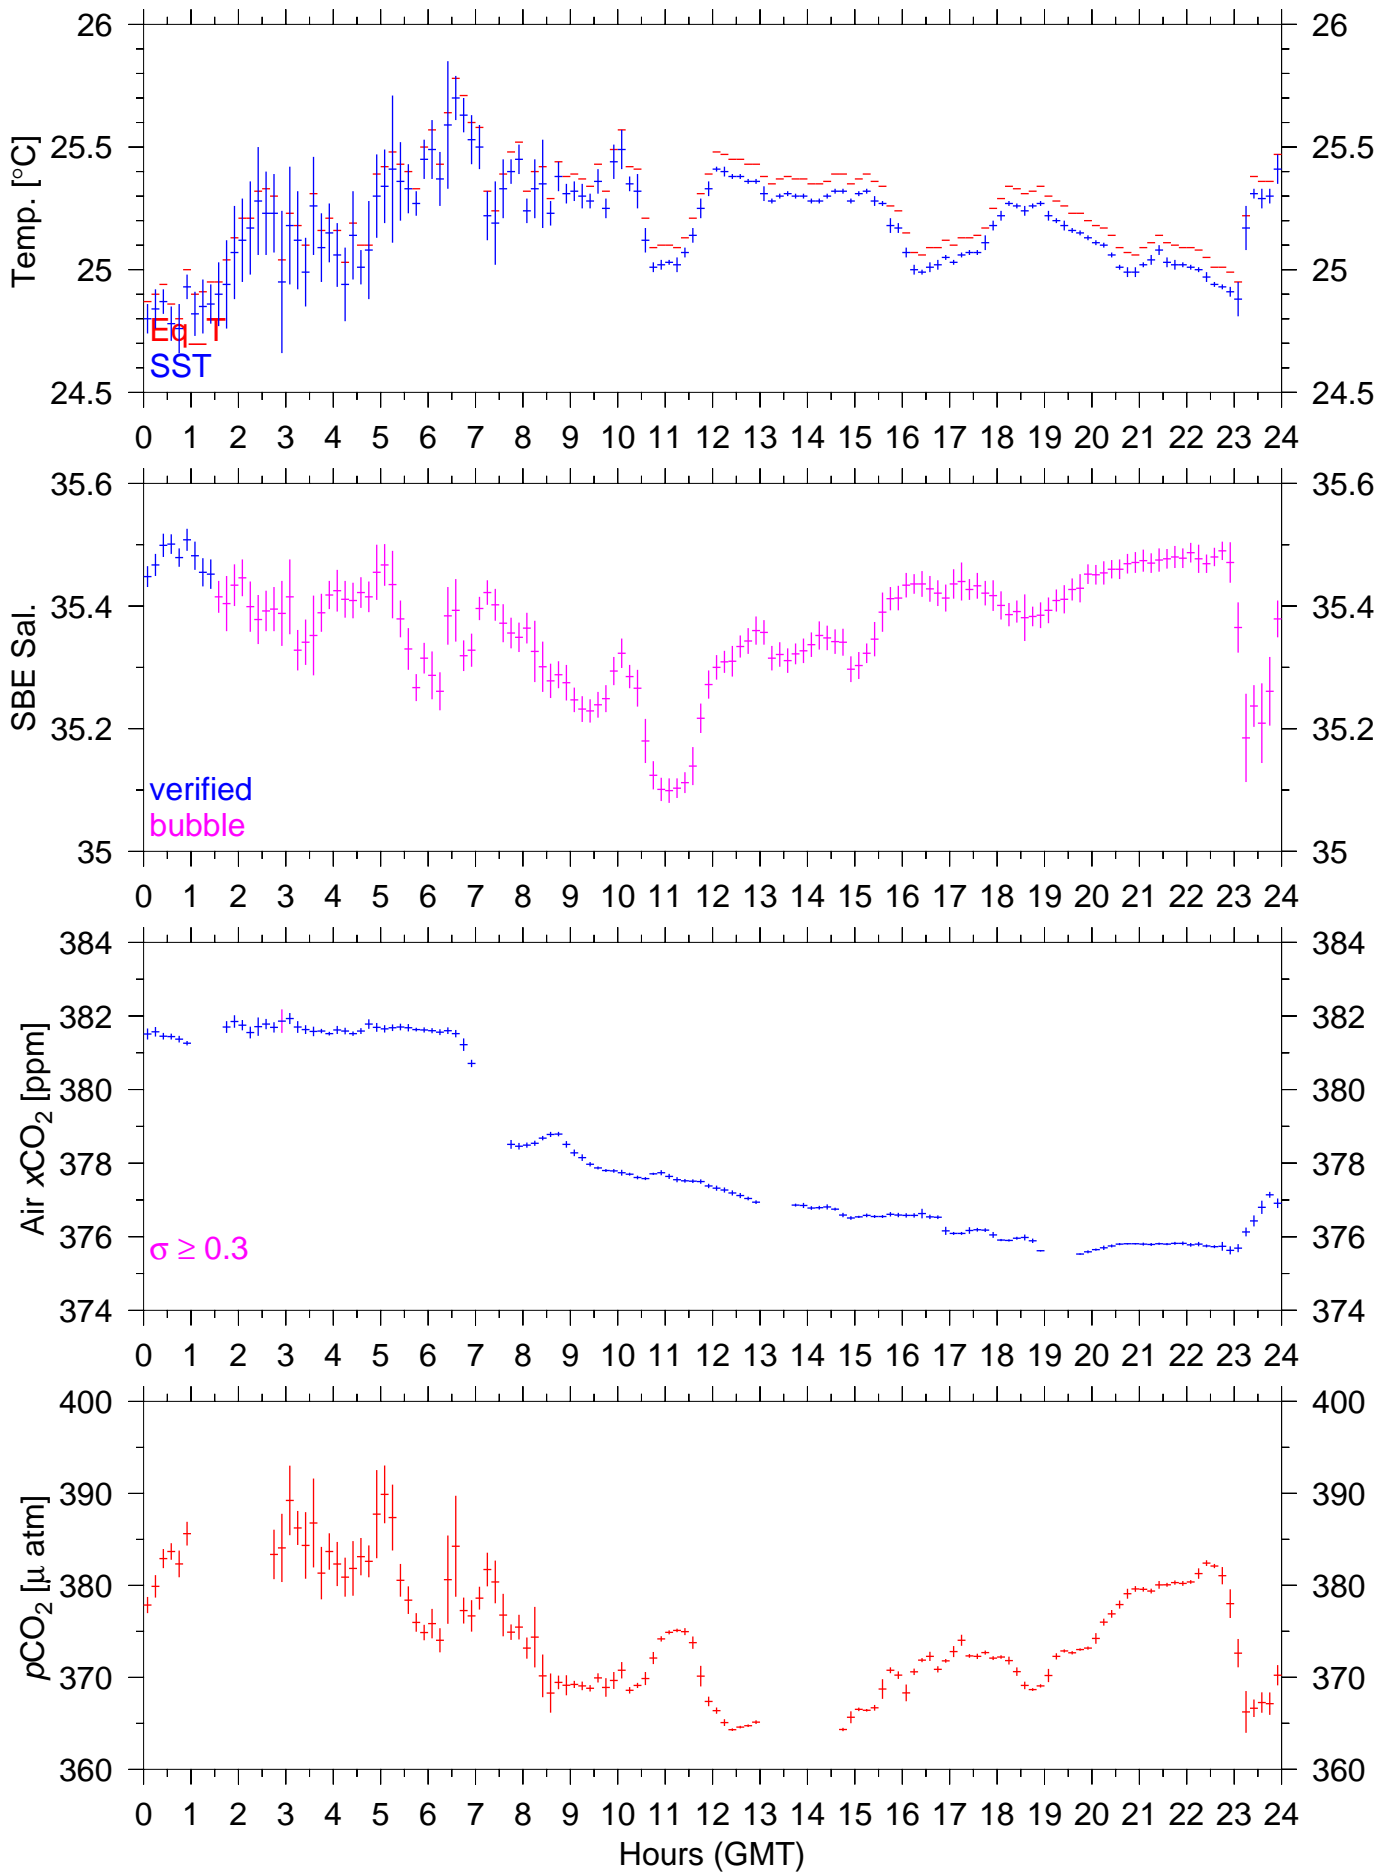 26 26
25.5 25.5
25 25
24.5 24.5
Temp. [°C]
Eq_T
SST
0 1 2 3 4 5 6 7 8 9 10 11 12 13 14 15 16 17 18 19 20 21 22 23 24
35.6 35.6
35.4 35.4
35.2 35.2
35 35
SBE Sal.
verified
bubble
0 1 2 3 4 5 6 7 8 9 10 11 12 13 14 15 16 17 18 19 20 21 22 23 24
384 384
382 382
380 380
378 378
376 376
374 374
Air xCO₂ [ppm]
σ ≥ 0.3
0 1 2 3 4 5 6 7 8 9 10 11 12 13 14 15 16 17 18 19 20 21 22 23 24
400 400
390 390
380 380
370 370
360 360
pCO₂ [μ atm]
0 1 2 3 4 5 6 7 8 9 10 11 12 13 14 15 16 17 18 19 20 21 22 23 24
Hours (GMT)